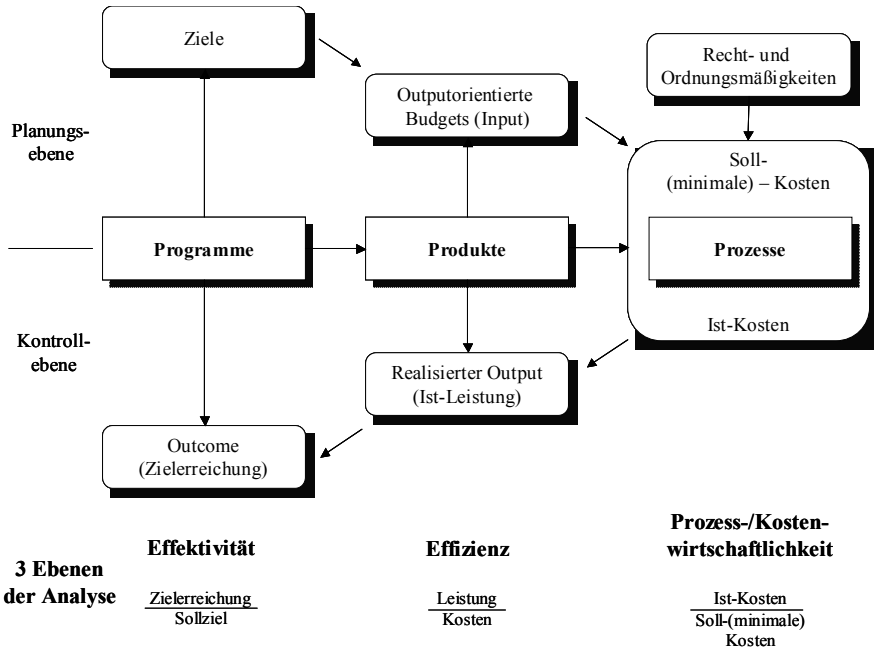 Ziele
Recht- und
Ordnungsmäßigkeiten
Outputorientierte
Budgets (Input)
Planungs-
ebene
Soll-
(minimale) – Kosten
Programme
Produkte
Prozesse
Kontroll-
ebene
Ist-Kosten
Realisierter Output
(Ist-Leistung)
Outcome
(Zielerreichung)
3 Ebenen
der Analyse
Effektivität
Zielerreichung
Sollziel
Effizienz
Leistung
Kosten
Prozess-/Kosten-
wirtschaftlichkeit
Ist-Kosten
Soll-(minimale)
Kosten